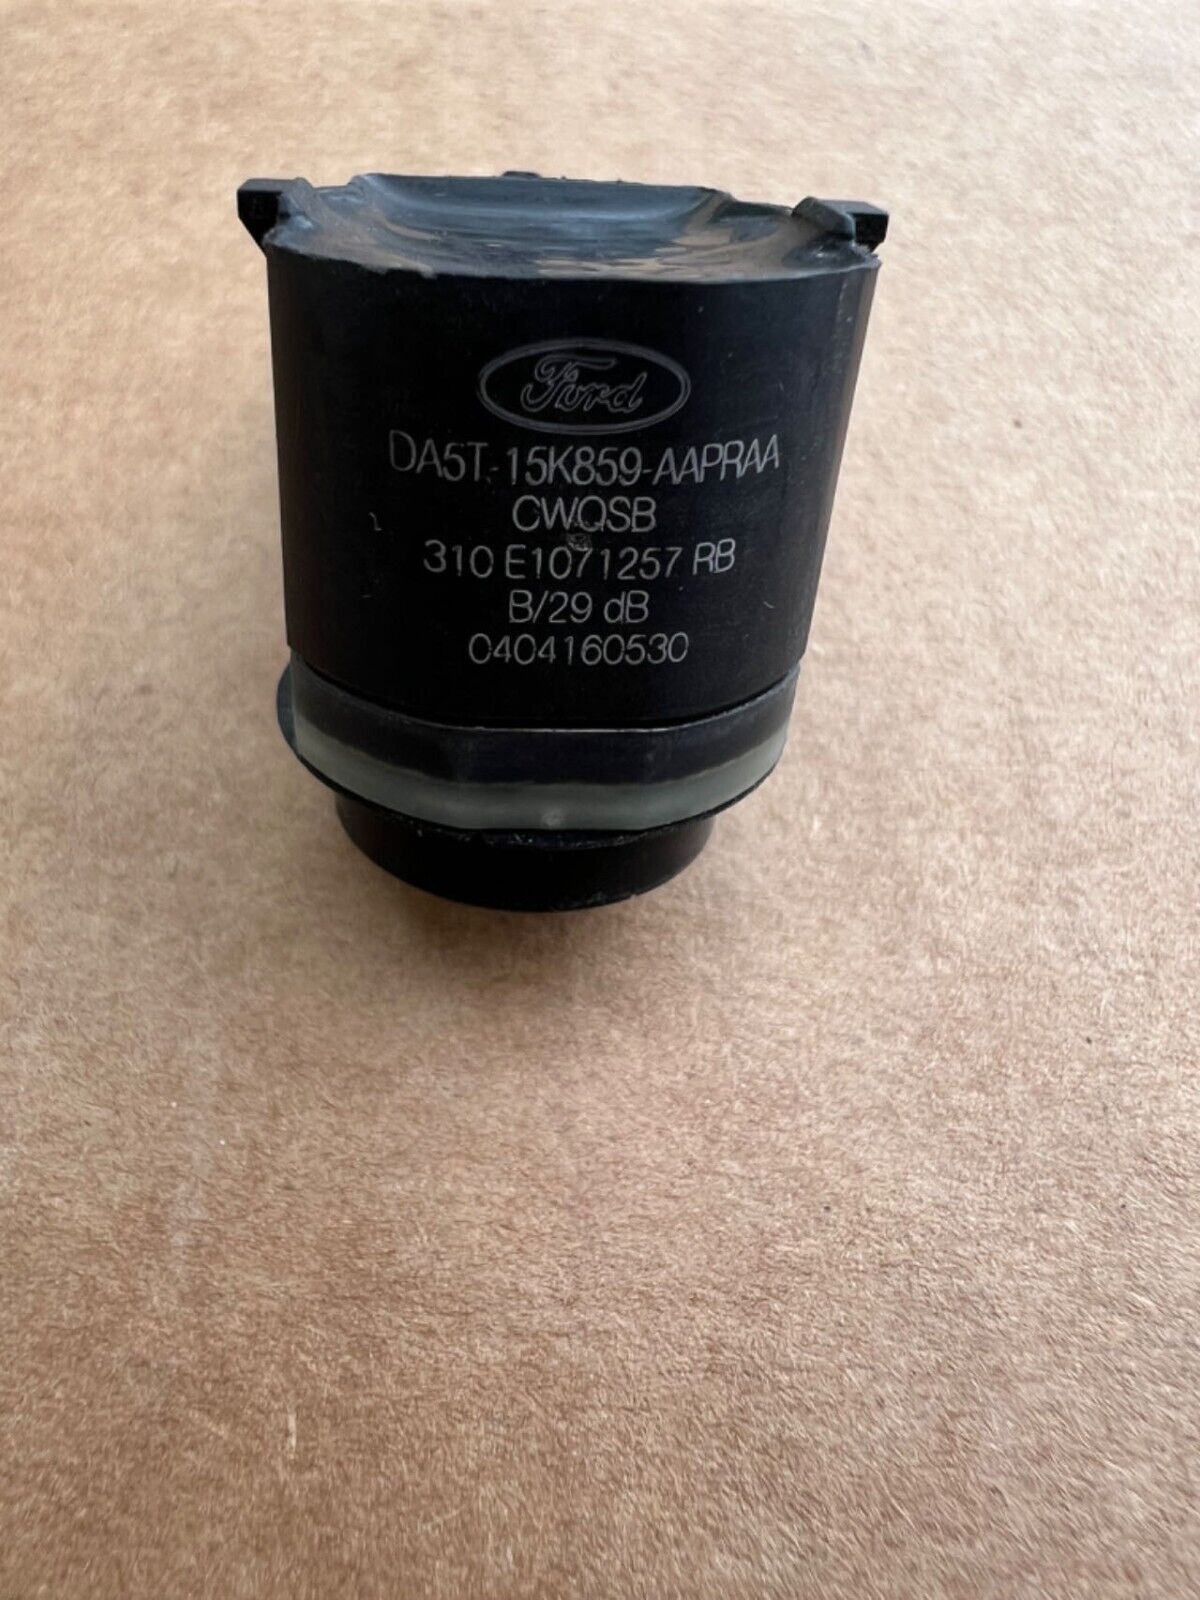 Ford
DA5T-15K859-AAPRAA
CWQSB
310 E1071257 RB
B/29 dB
0404160530